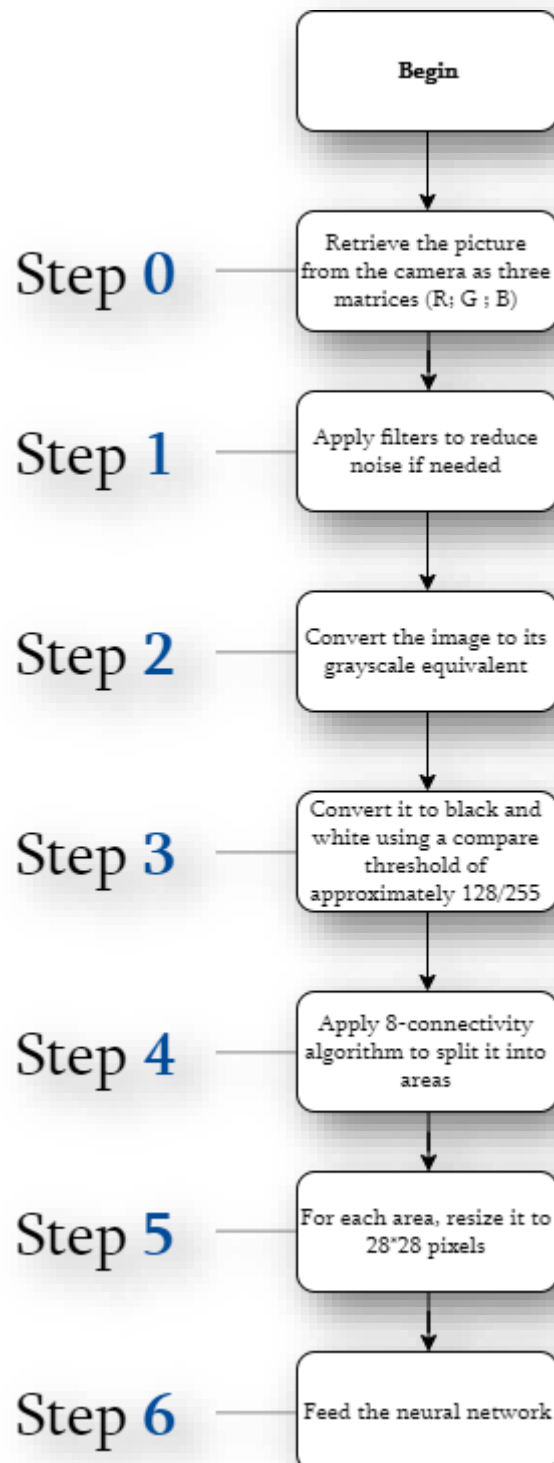 Begin
Step 0
Retrieve the picture
from the camera as three
matrices (R; G ; B)
Step 1
Apply filters to reduce
noise if needed
Step 2
Convert the image to its
grayscale equivalent
Step 3
Convert it to black and
white using a compare
threshold of
approximately 128/255
Step 4
Apply 8-connectivity
algorithm to split it into
areas
Step 5
For each area, resize it to
28*28 pixels
Step 6
Feed the neural network